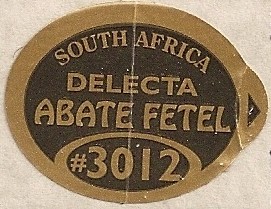 SOUTH AFRICA
DELECTA
ABATE FETEL
#3012